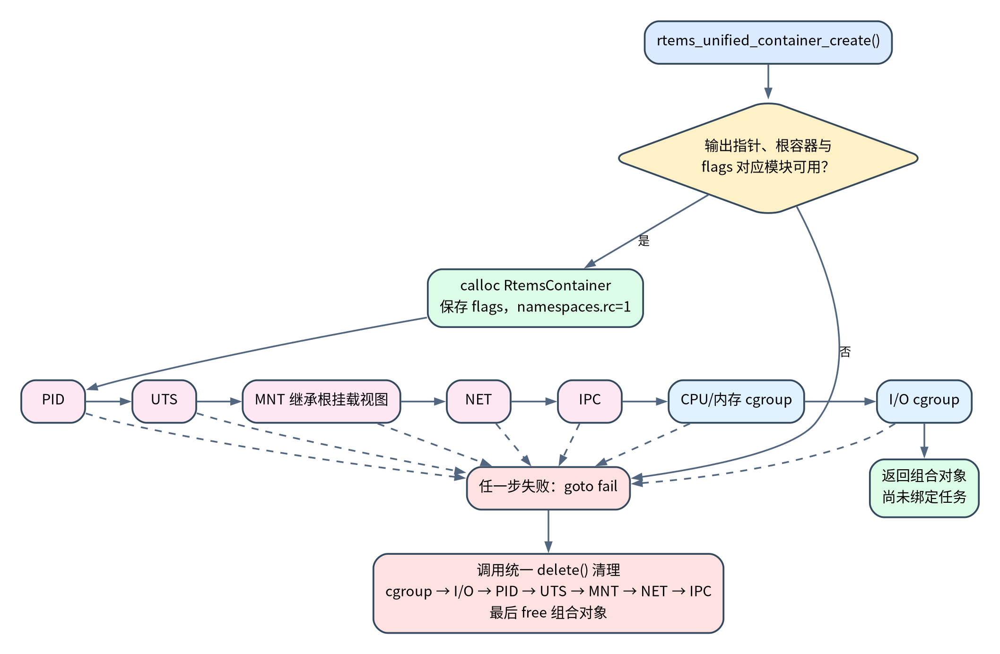 rtems_unified_container_create()
输出指针、根容器与
flags 对应模块可用？
是
calloc RtemsContainer
保存 flags，namespaces.rc=1
否
PID
UTS
MNT 继承根挂载视图
NET
IPC
CPU/内存 cgroup
I/O cgroup
任一步失败：goto fail
返回组合对象
尚未绑定任务
调用统一 delete() 清理
cgroup → I/O → PID → UTS → MNT → NET → IPC
最后 free 组合对象